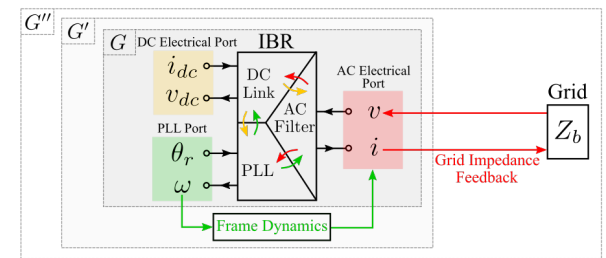 G''
G'
G
DC Electrical Port
IBR
AC Electrical
Port
i_dc
v_dc
DC
Link
AC
Filter
v
i
Grid
Z_b
PLL Port
θ_r
ω
PLL
Grid Impedance
Feedback
Frame Dynamics